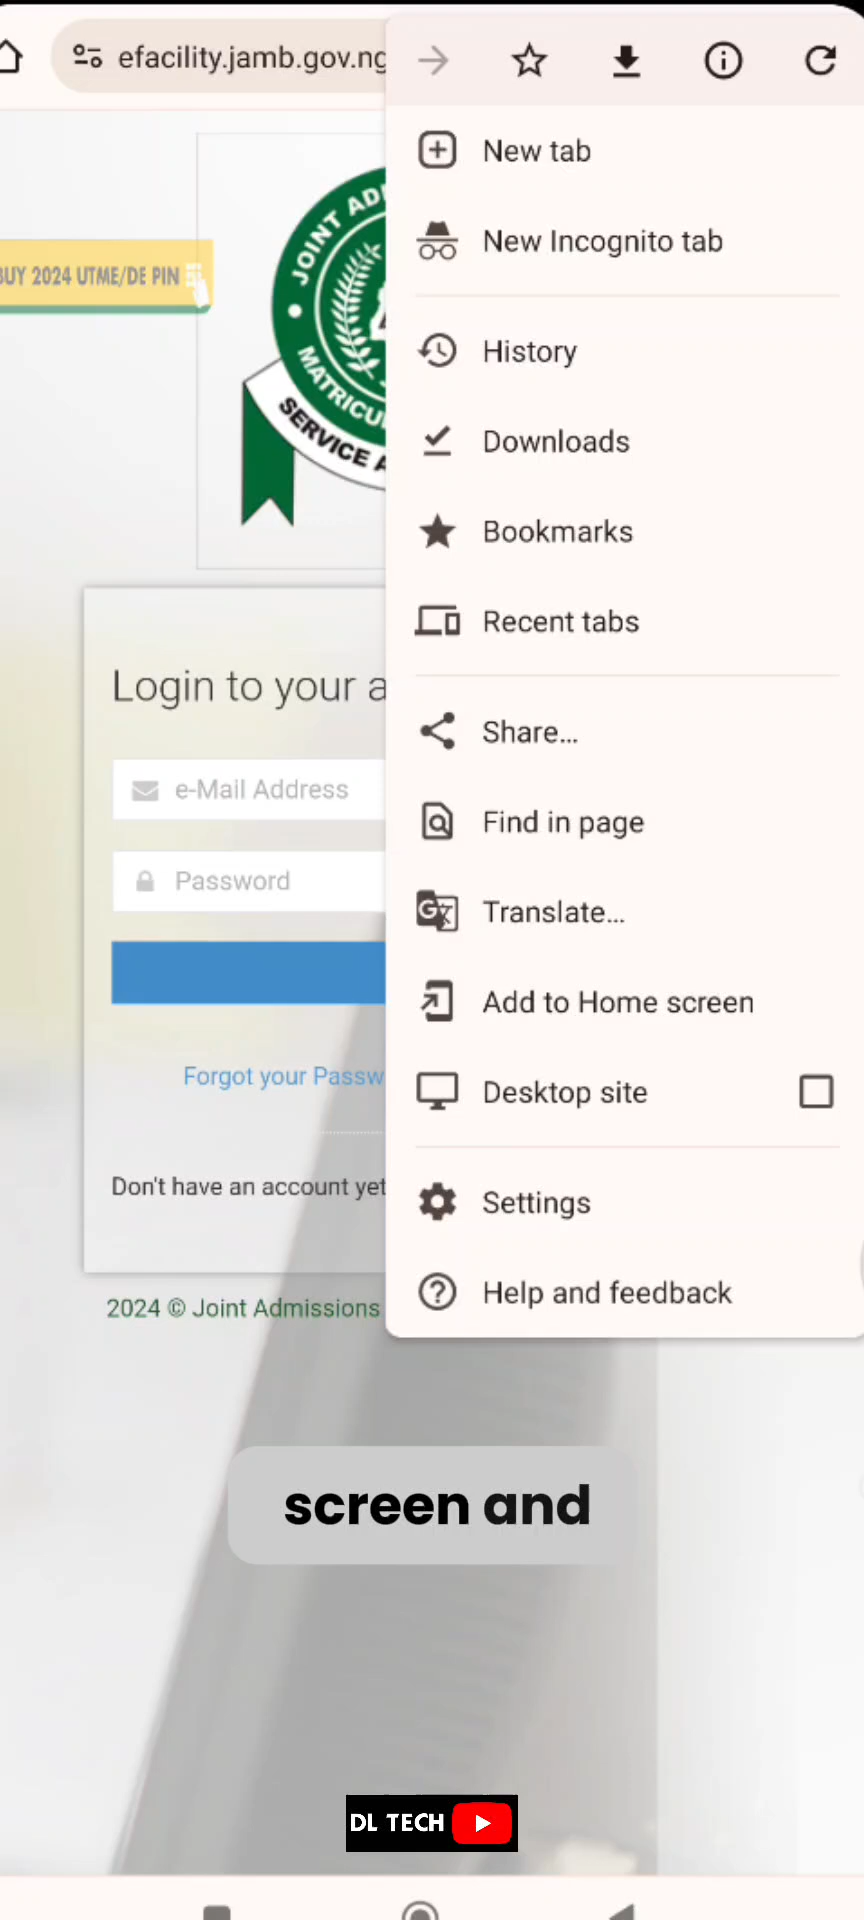 efacility.jamb.gov.ng
New tab
New Incognito tab
History
Downloads
Bookmarks
Recent tabs
Share...
Find in page
Translate...
Add to Home screen
Desktop site
Settings
Help and feedback
BUY 2024 UTME/DE PIN
JOINT AD
MATRICU
SERVICE
Login to your a
e-Mail Address
Password
Forgot your Passw
Don't have an account yet
2024 © Joint Admissions
screen and
DL TECH